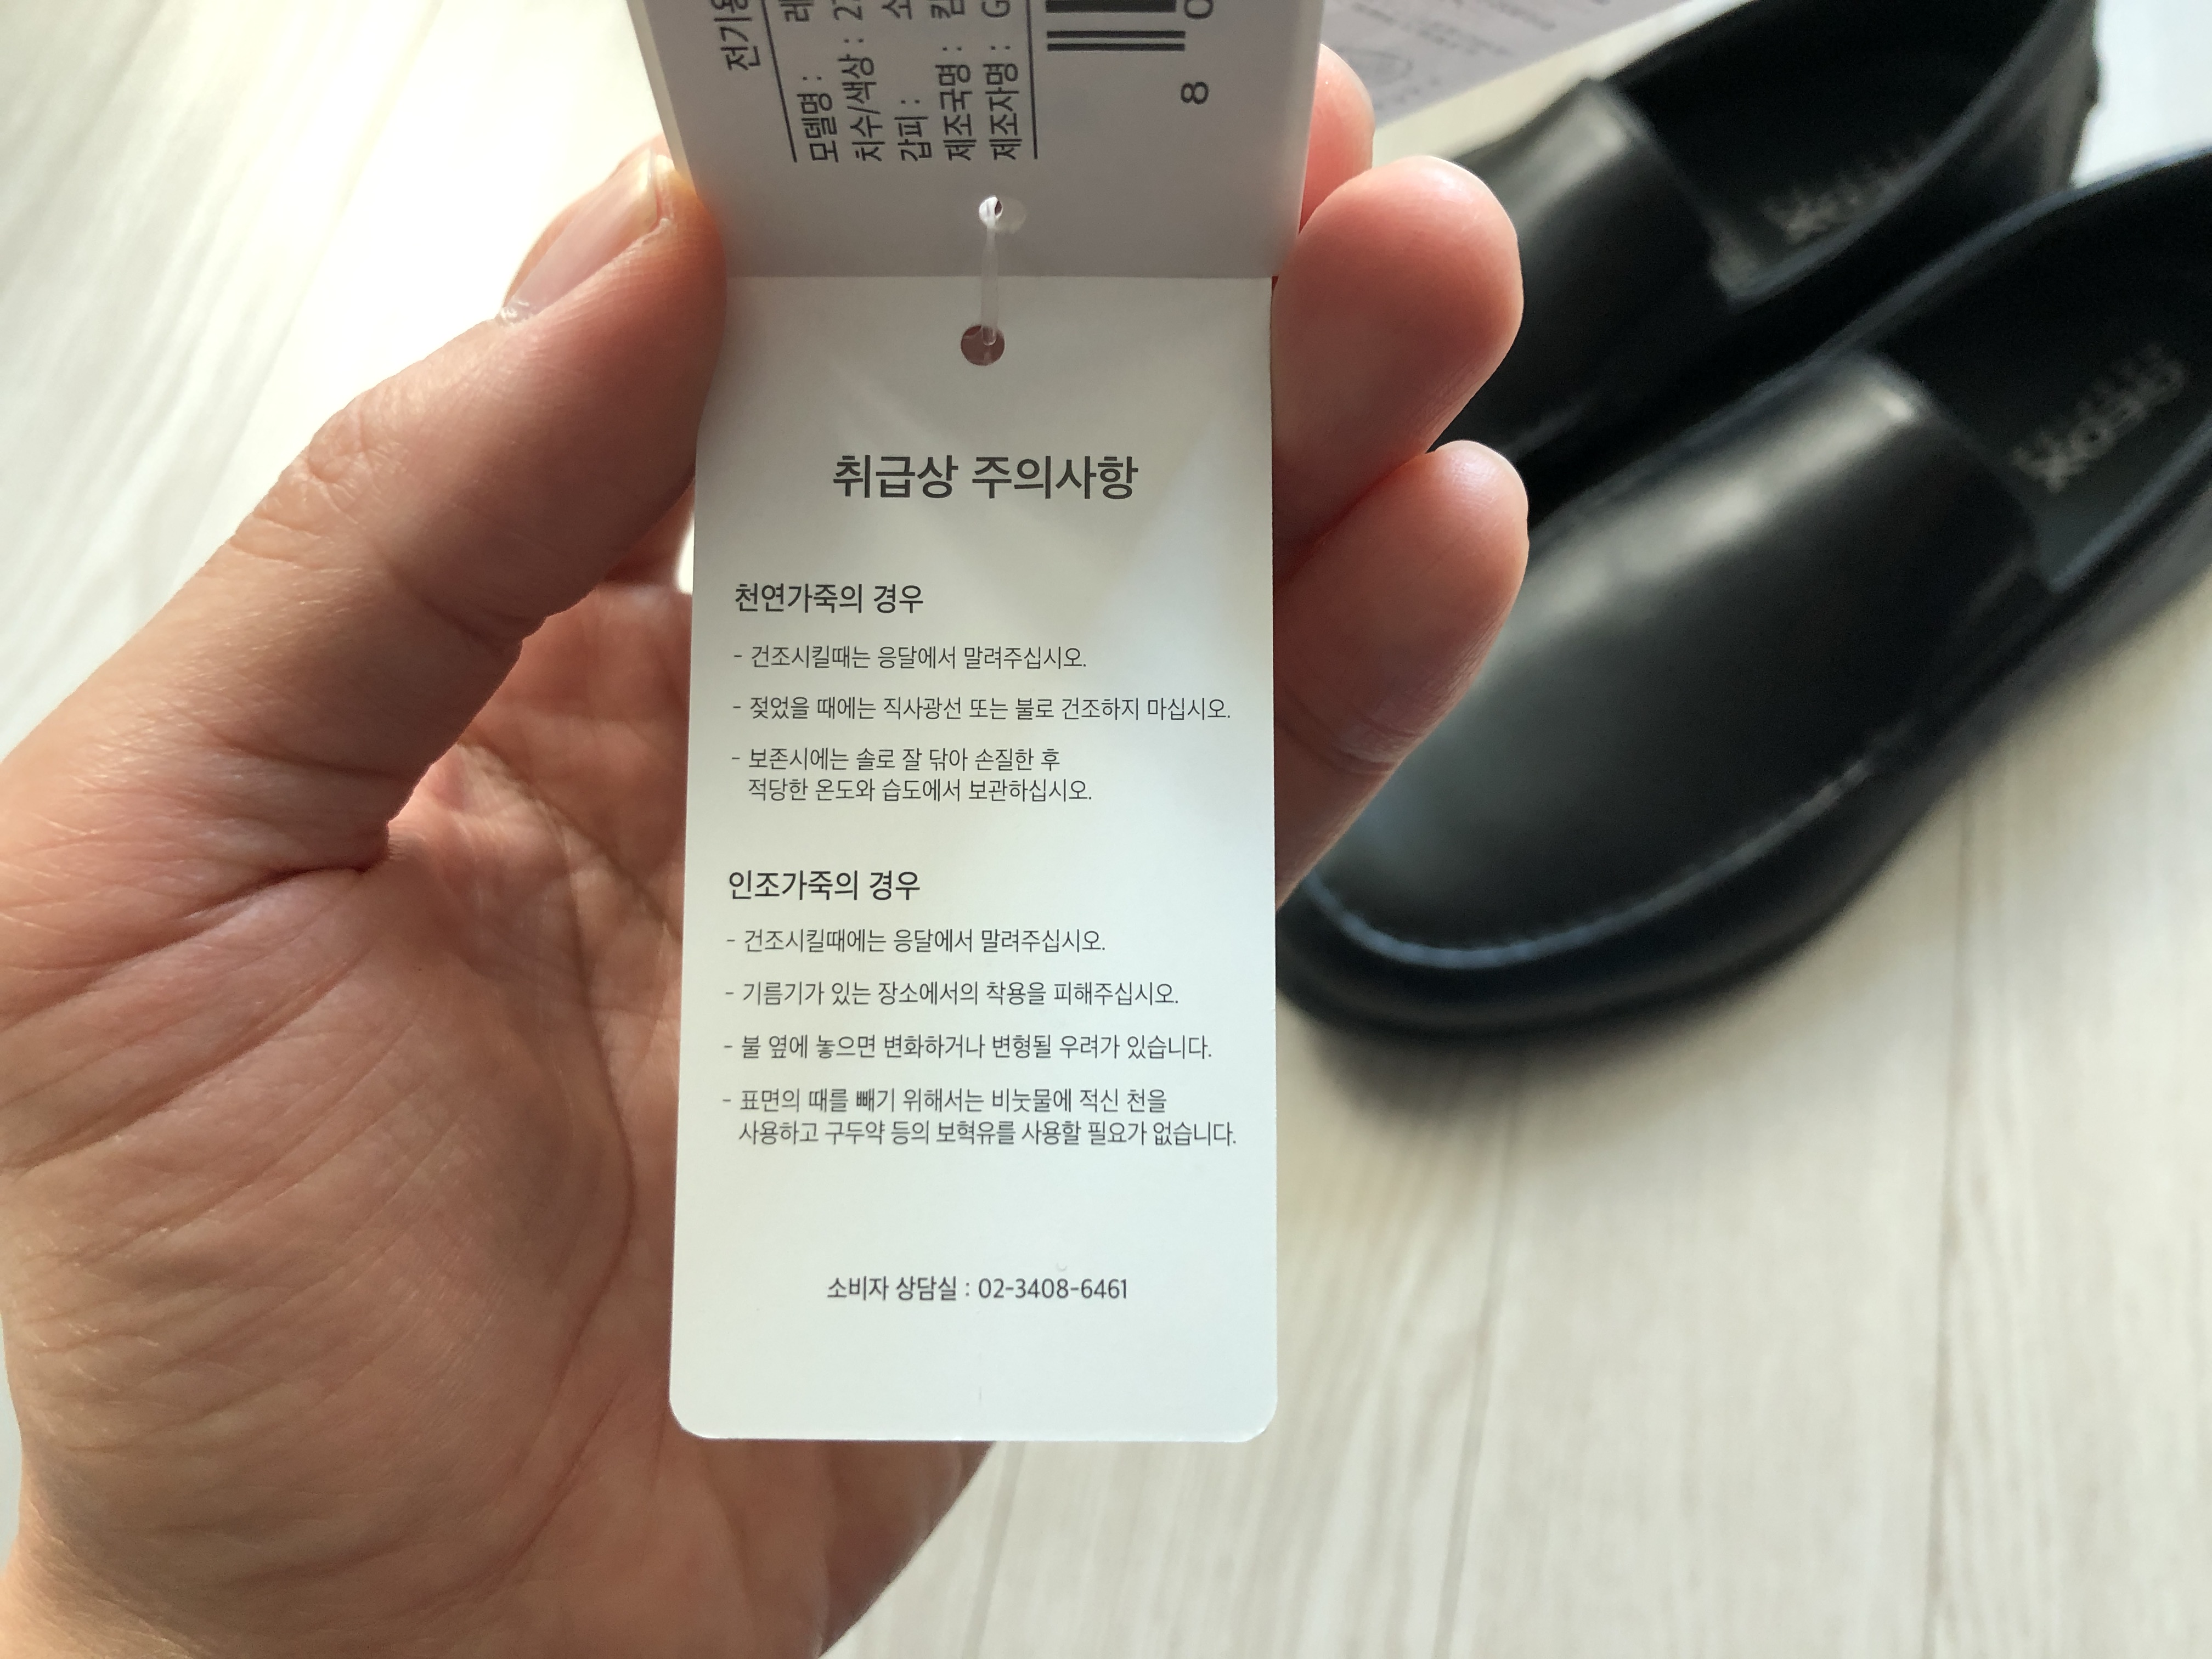 전기용
모델명 : 레
치수/색상 : 2
갑피 : 소
제조국명 : 캄
제조자명 : G
8
취급상 주의사항
천연가죽의 경우
- 건조시킬때는 응달에서 말려주십시오.
- 젖었을 때에는 직사광선 또는 불로 건조하지 마십시오.
- 보존시에는 솔로 잘 닦아 손질한 후
적당한 온도와 습도에서 보관하십시오.
인조가죽의 경우
- 건조시킬때에는 응달에서 말려주십시오.
- 기름기가 있는 장소에서의 착용을 피해주십시오.
- 불 옆에 놓으면 변화하거나 변형될 우려가 있습니다.
- 표면의 때를 빼기 위해서는 비눗물에 적신 천을
사용하고 구두약 등의 보혁유를 사용할 필요가 없습니다.
소비자 상담실 : 02-3408-6461